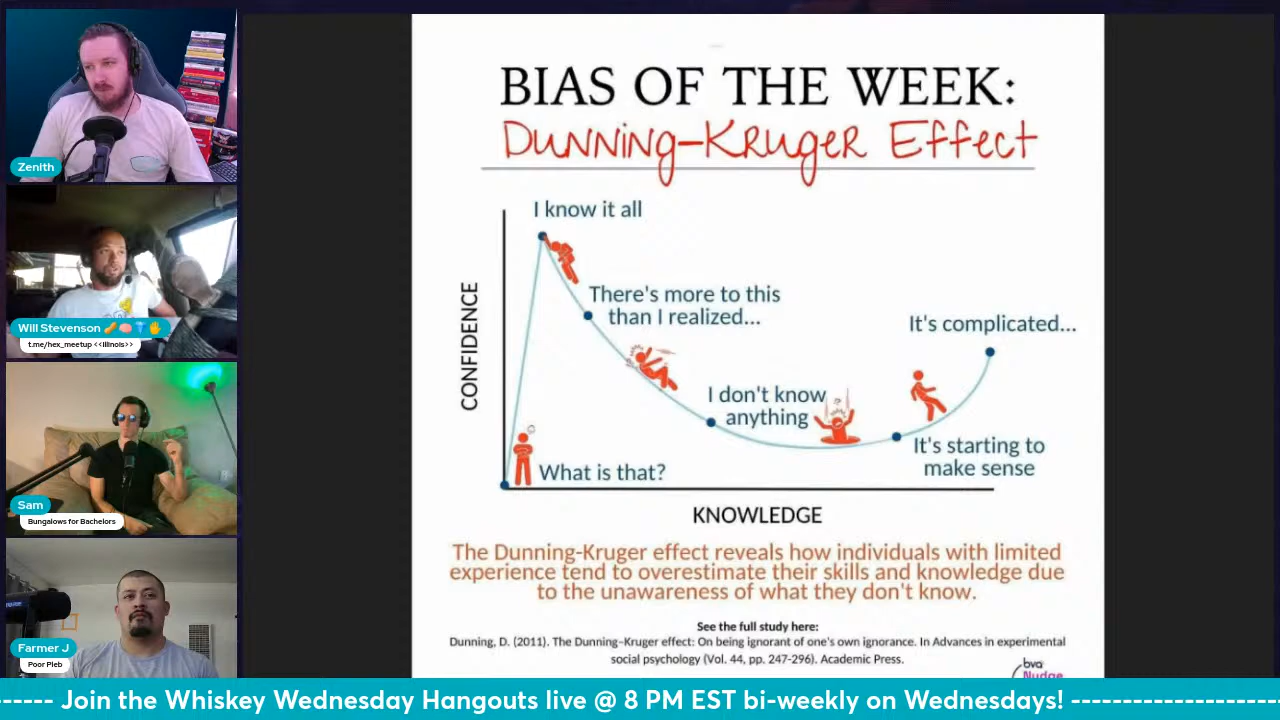 Zenith
Will Stevenson
t.me/hex_meetup <<Illinois>>
Sam
Bungalows for Bachelors
Farmer J
Poor Pleb
BIAS OF THE WEEK:
Dunning-Kruger Effect
CONFIDENCE
I know it all
There's more to this
than I realized...
It's complicated...
I don't know
anything
It's starting to
make sense
What is that?
KNOWLEDGE
The Dunning-Kruger effect reveals how individuals with limited
experience tend to overestimate their skills and knowledge due
to the unawareness of what they don't know.
See the full study here:
Dunning, D. (2011). The Dunning–Kruger effect: On being ignorant of one's own ignorance. In Advances in experimental
social psychology (Vol. 44, pp. 247-296). Academic Press.
bva
Nudge
------ Join the Whiskey Wednesday Hangouts live @ 8 PM EST bi-weekly on Wednesdays! ------------------------